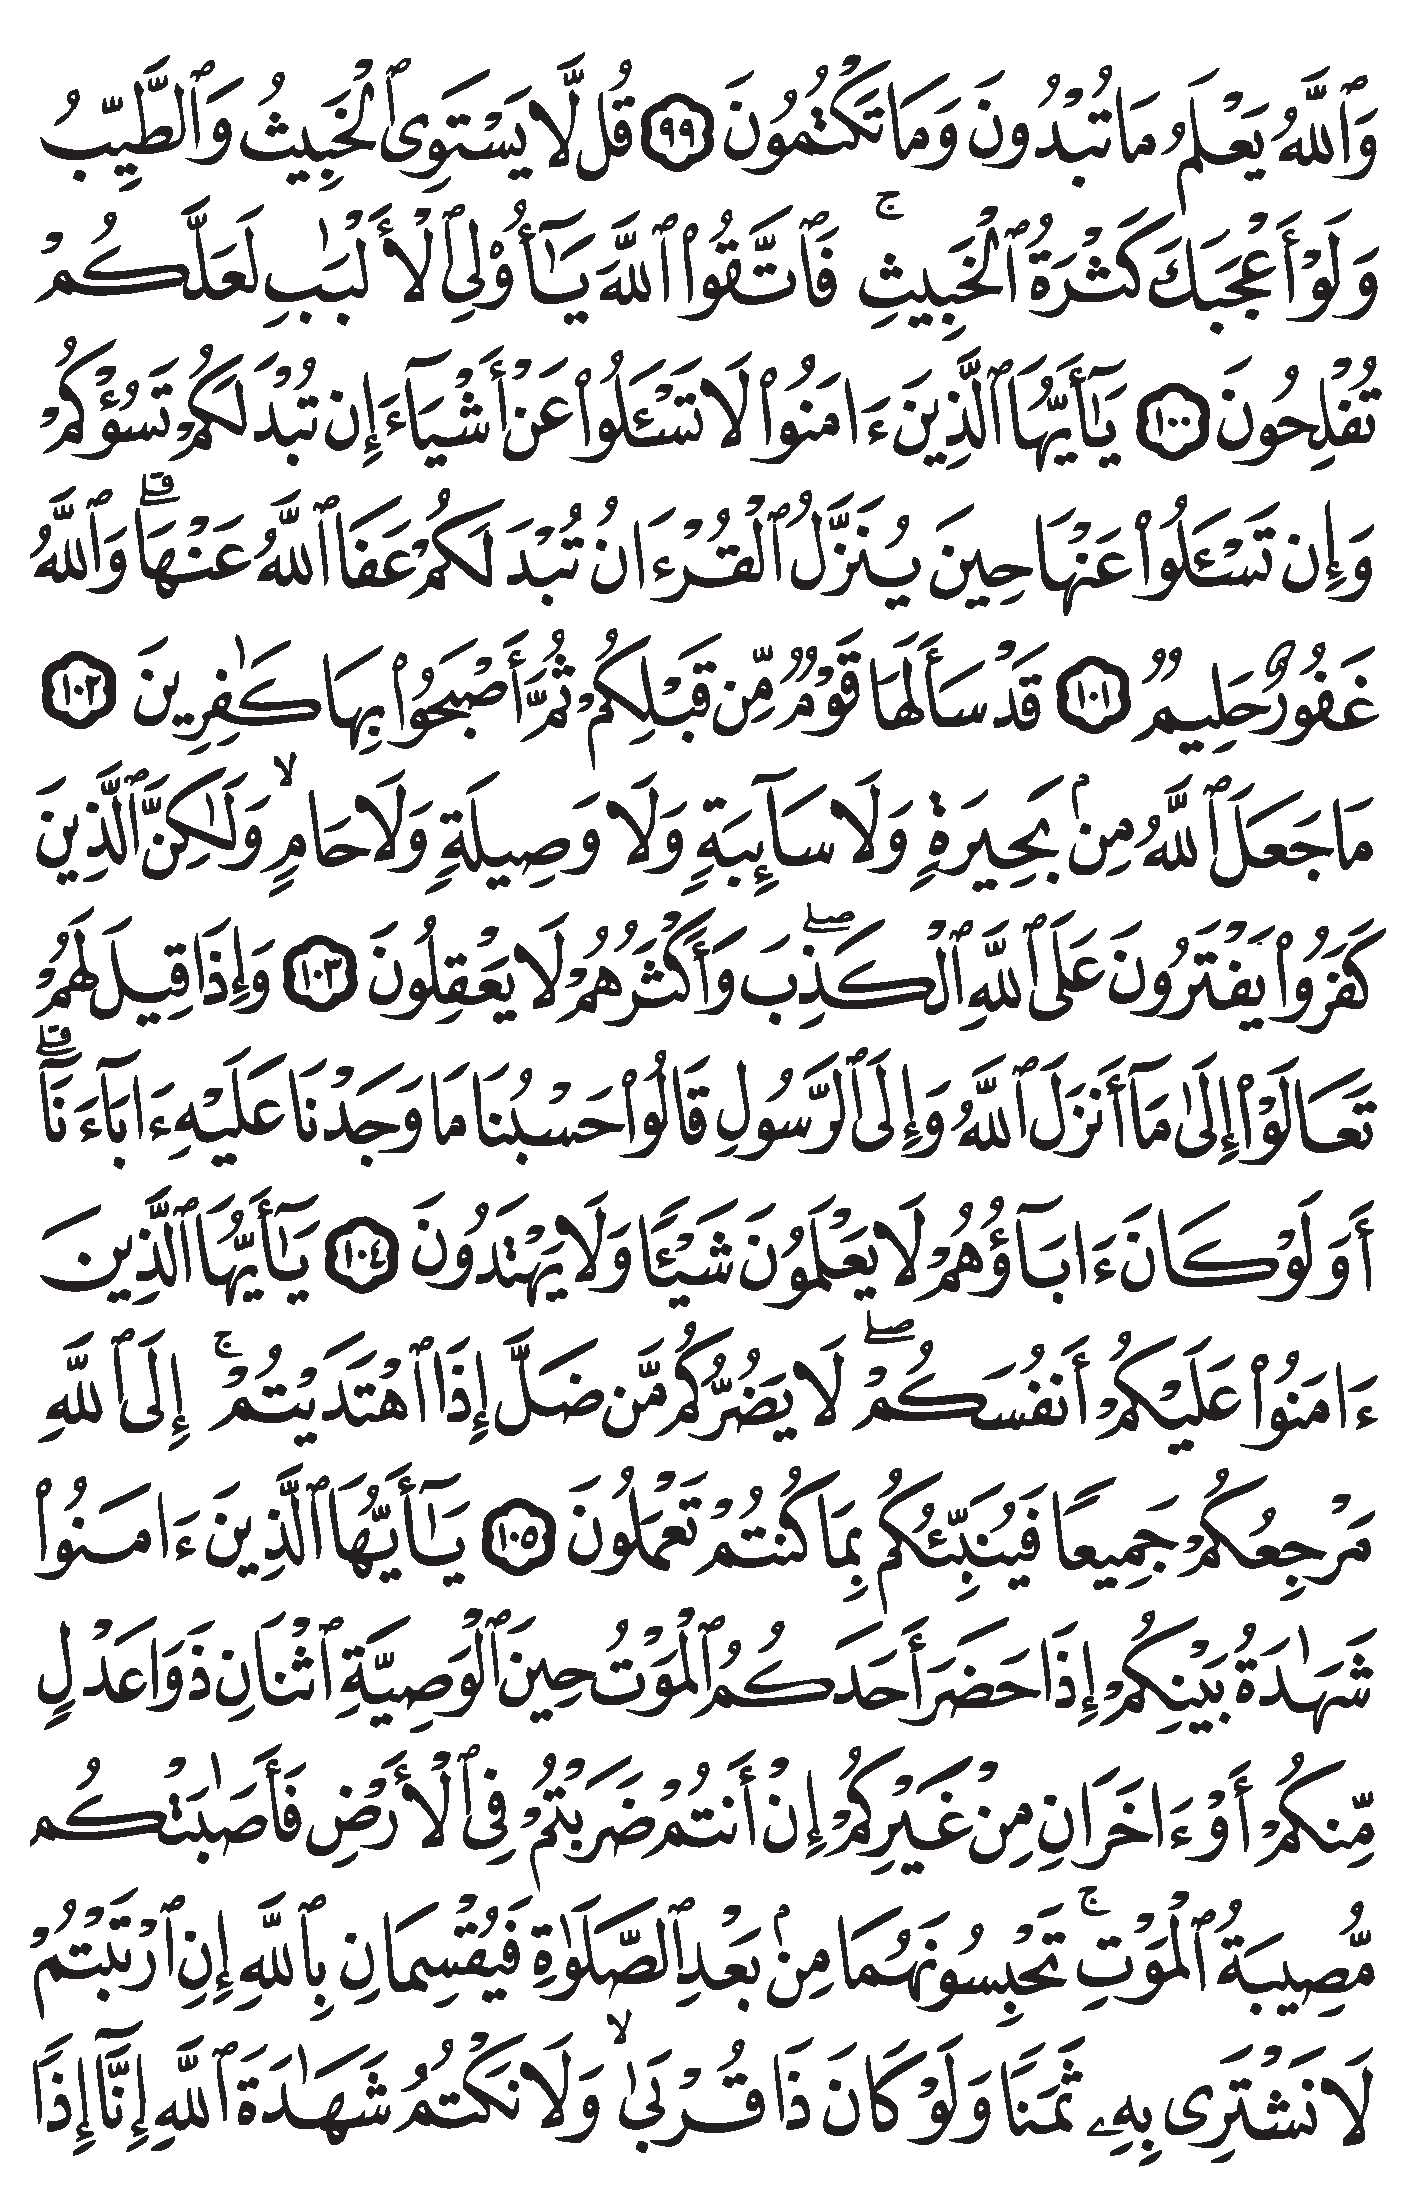 وَٱللَّهُ يَعْلَمُ مَا تُبْدُونَ وَمَا تَكْتُمُونَ ٩٩ قُل لَّا يَسْتَوِى ٱلْخَبِيثُ وَٱلطَّيِّبُ
وَلَوْ أَعْجَبَكَ كَثْرَةُ ٱلْخَبِيثِ ۚ فَٱتَّقُوا۟ ٱللَّهَ يَـٰٓأُو۟لِى ٱلْأَلْبَـٰبِ لَعَلَّكُمْ
تُفْلِحُونَ ١٠٠ يَـٰٓأَيُّهَا ٱلَّذِينَ ءَامَنُوا۟ لَا تَسْـَٔلُوا۟ عَنْ أَشْيَآءَ إِن تُبْدَ لَكُمْ تَسُؤْكُمْ
وَإِن تَسْـَٔلُوا۟ عَنْهَا حِينَ يُنَزَّلُ ٱلْقُرْءَانُ تُبْدَ لَكُمْ عَفَا ٱللَّهُ عَنْهَا ۗ وَٱللَّهُ
غَفُورٌ حَلِيمٌ ١٠١ قَدْ سَأَلَهَا قَوْمٌ مِّن قَبْلِكُمْ ثُمَّ أَصْبَحُوا۟ بِهَا كَـٰفِرِينَ ١٠٢
مَا جَعَلَ ٱللَّهُ مِنۢ بَحِيرَةٍ وَلَا سَآئِبَةٍ وَلَا وَصِيلَةٍ وَلَا حَامٍ ۙ وَلَـٰكِنَّ ٱلَّذِينَ
كَفَرُوا۟ يَفْتَرُونَ عَلَى ٱللَّهِ ٱلْكَذِبَ ۖ وَأَكْثَرُهُمْ لَا يَعْقِلُونَ ١٠٣ وَإِذَا قِيلَ لَهُمْ
تَعَالَوْا۟ إِلَىٰ مَآ أَنزَلَ ٱللَّهُ وَإِلَى ٱلرَّسُولِ قَالُوا۟ حَسْبُنَا مَا وَجَدْنَا عَلَيْهِ ءَابَآءَنَآ ۗ
أَوَلَوْ كَانَ ءَابَآؤُهُمْ لَا يَعْلَمُونَ شَيْـًٔا وَلَا يَهْتَدُونَ ١٠٤ يَـٰٓأَيُّهَا ٱلَّذِينَ
ءَامَنُوا۟ عَلَيْكُمْ أَنفُسَكُمْ ۖ لَا يَضُرُّكُم مَّن ضَلَّ إِذَا ٱهْتَدَيْتُمْ ۚ إِلَى ٱللَّهِ
مَرْجِعُكُمْ جَمِيعًا فَيُنَبِّئُكُم بِمَا كُنتُمْ تَعْمَلُونَ ١٠٥ يَـٰٓأَيُّهَا ٱلَّذِينَ ءَامَنُوا۟
شَهَـٰدَةُ بَيْنِكُمْ إِذَا حَضَرَ أَحَدَكُمُ ٱلْمَوْتُ حِينَ ٱلْوَصِيَّةِ ٱثْنَانِ ذَوَا عَدْلٍ
مِّنكُمْ أَوْ ءَاخَرَانِ مِنْ غَيْرِكُمْ إِنْ أَنتُمْ ضَرَبْتُمْ فِى ٱلْأَرْضِ فَأَصَـٰبَتْكُم
مُّصِيبَةُ ٱلْمَوْتِ ۚ تَحْبِسُونَهُمَا مِنۢ بَعْدِ ٱلصَّلَوٰةِ فَيُقْسِمَانِ بِٱللَّهِ إِنِ ٱرْتَبْتُمْ
لَا نَشْتَرِى بِهِۦ ثَمَنًا وَلَوْ كَانَ ذَا قُرْبَىٰ ۙ وَلَا نَكْتُمُ شَهَـٰدَةَ ٱللَّهِ إِنَّآ إِذًا